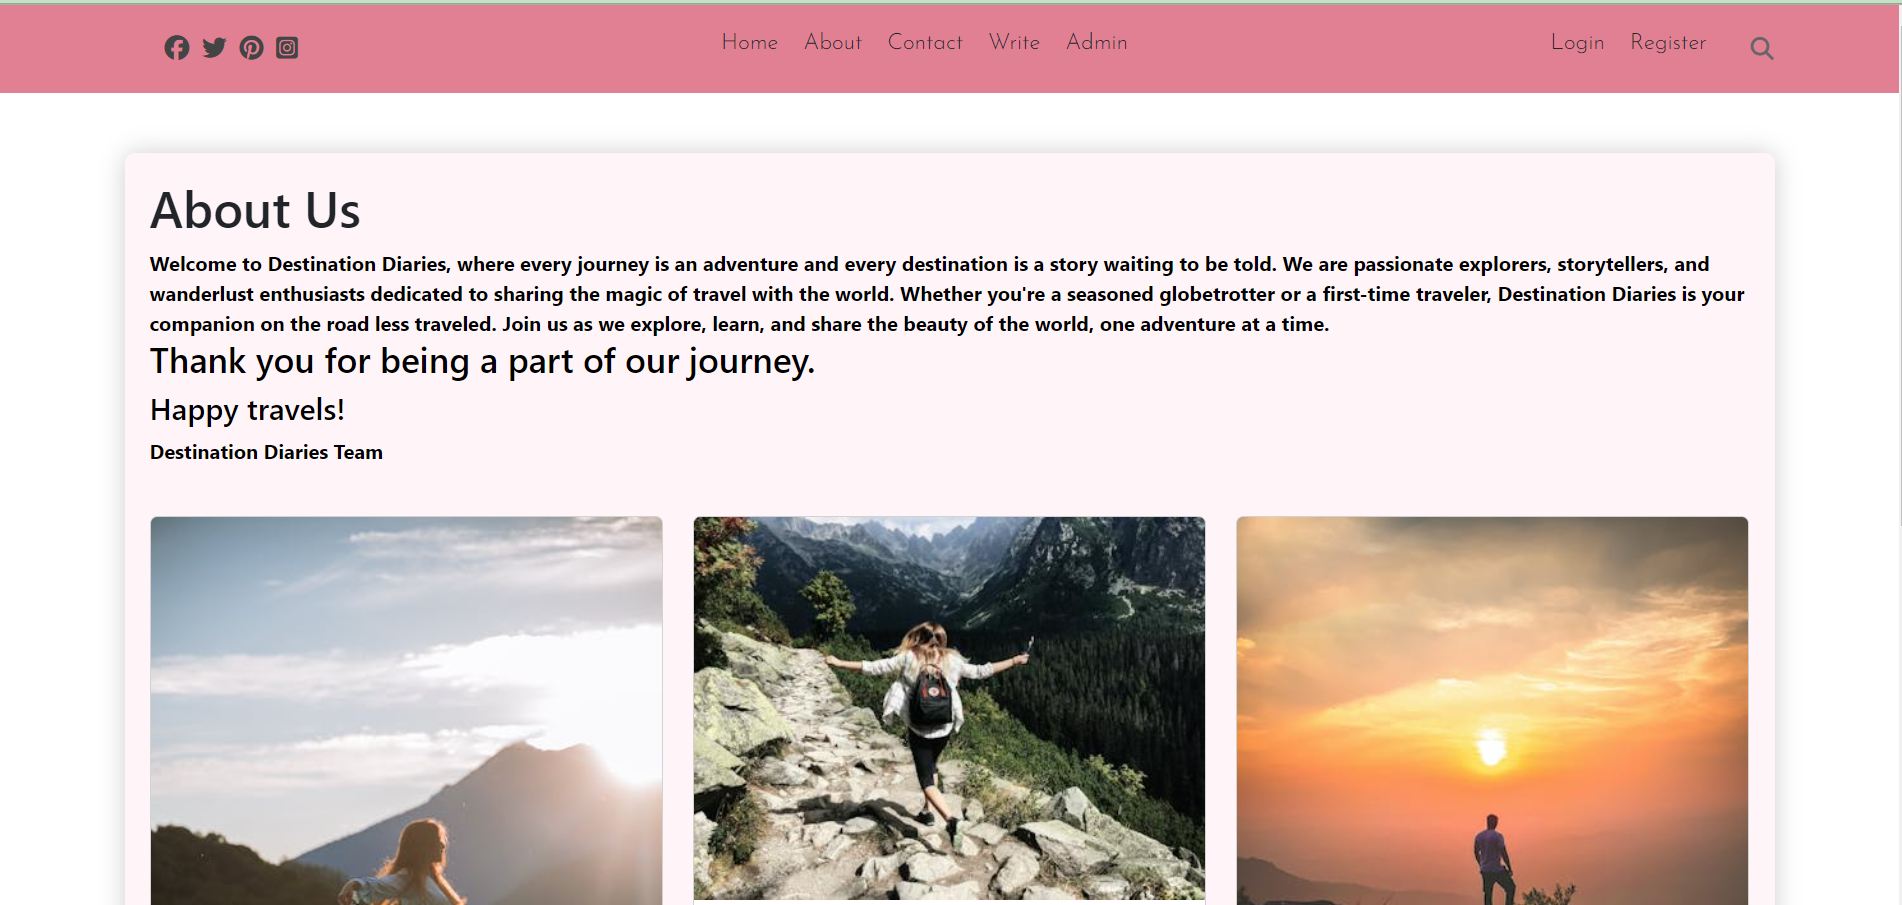 Home About Contact Write Admin
Login Register
About Us
Welcome to Destination Diaries, where every journey is an adventure and every destination is a story waiting to be told. We are passionate explorers, storytellers, and
wanderlust enthusiasts dedicated to sharing the magic of travel with the world. Whether you're a seasoned globetrotter or a first-time traveler, Destination Diaries is your
companion on the road less traveled. Join us as we explore, learn, and share the beauty of the world, one adventure at a time.
Thank you for being a part of our journey.
Happy travels!
Destination Diaries Team